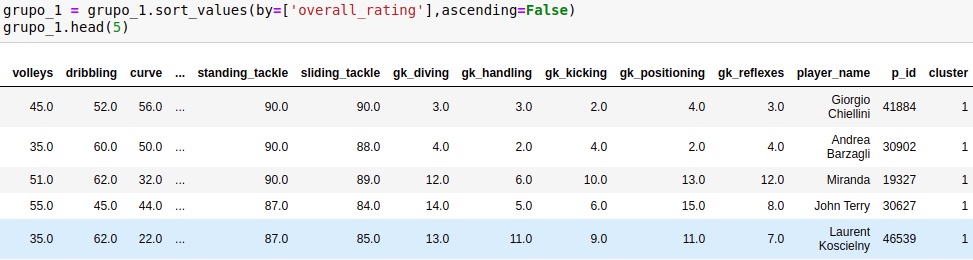 grupo_1 = grupo_1.sort_values(by=['overall_rating'],ascending=False)
grupo_1.head(5)
volleys dribbling curve ... standing_tackle sliding_tackle gk_diving gk_handling gk_kicking gk_positioning gk_reflexes player_name p_id cluster
45.0 52.0 56.0 ... 90.0 90.0 3.0 3.0 2.0 4.0 3.0 Giorgio Chiellini 41884 1
35.0 60.0 50.0 ... 90.0 88.0 4.0 2.0 4.0 2.0 4.0 Andrea Barzagli 30902 1
51.0 62.0 32.0 ... 90.0 89.0 12.0 6.0 10.0 13.0 12.0 Miranda 19327 1
55.0 45.0 44.0 ... 87.0 84.0 14.0 5.0 6.0 15.0 8.0 John Terry 30627 1
35.0 62.0 22.0 ... 87.0 85.0 13.0 11.0 9.0 11.0 7.0 Laurent Koscielny 46539 1